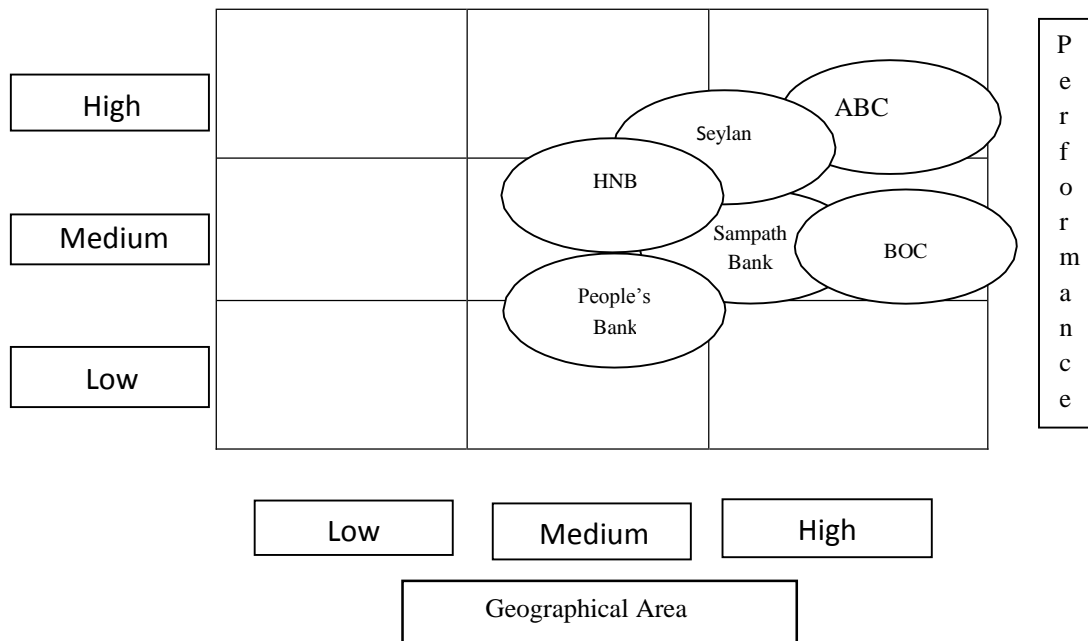 High
Medium
Low
ABC
Seylan
HNB
Sampath
Bank
BOC
People's
Bank
P
e
r
f
o
r
m
a
n
c
e
Low
Medium
High
Geographical Area